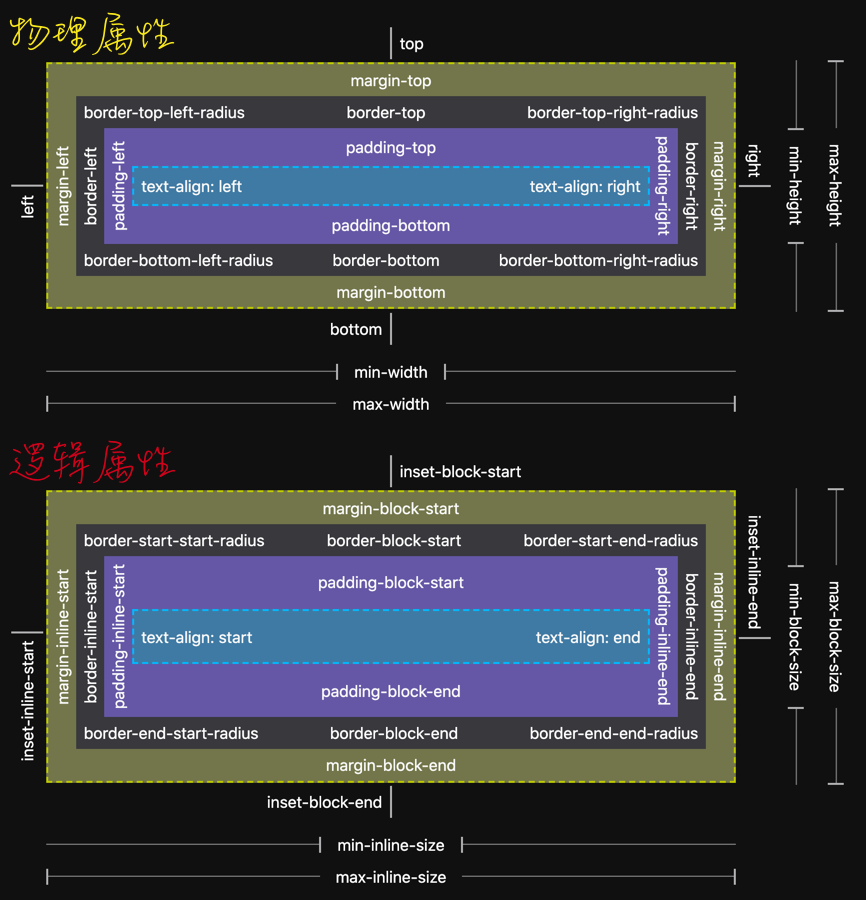 物理属性
top
margin-top
border-top-left-radius border-top border-top-right-radius
padding-top
left
margin-left
border-left
padding-left
text-align: left text-align: right
padding-right
border-right
margin-right
right
min-height
max-height
padding-bottom
border-bottom-left-radius border-bottom border-bottom-right-radius
margin-bottom
bottom
min-width
max-width
逻辑属性
inset-block-start
margin-block-start
border-start-start-radius border-block-start border-start-end-radius
padding-block-start
inset-inline-start
margin-inline-start
border-inline-start
padding-inline-start
text-align: start text-align: end
padding-inline-end
border-inline-end
margin-inline-end
inset-inline-end
min-block-size
max-block-size
padding-block-end
border-end-start-radius border-block-end border-end-end-radius
margin-block-end
inset-block-end
min-inline-size
max-inline-size